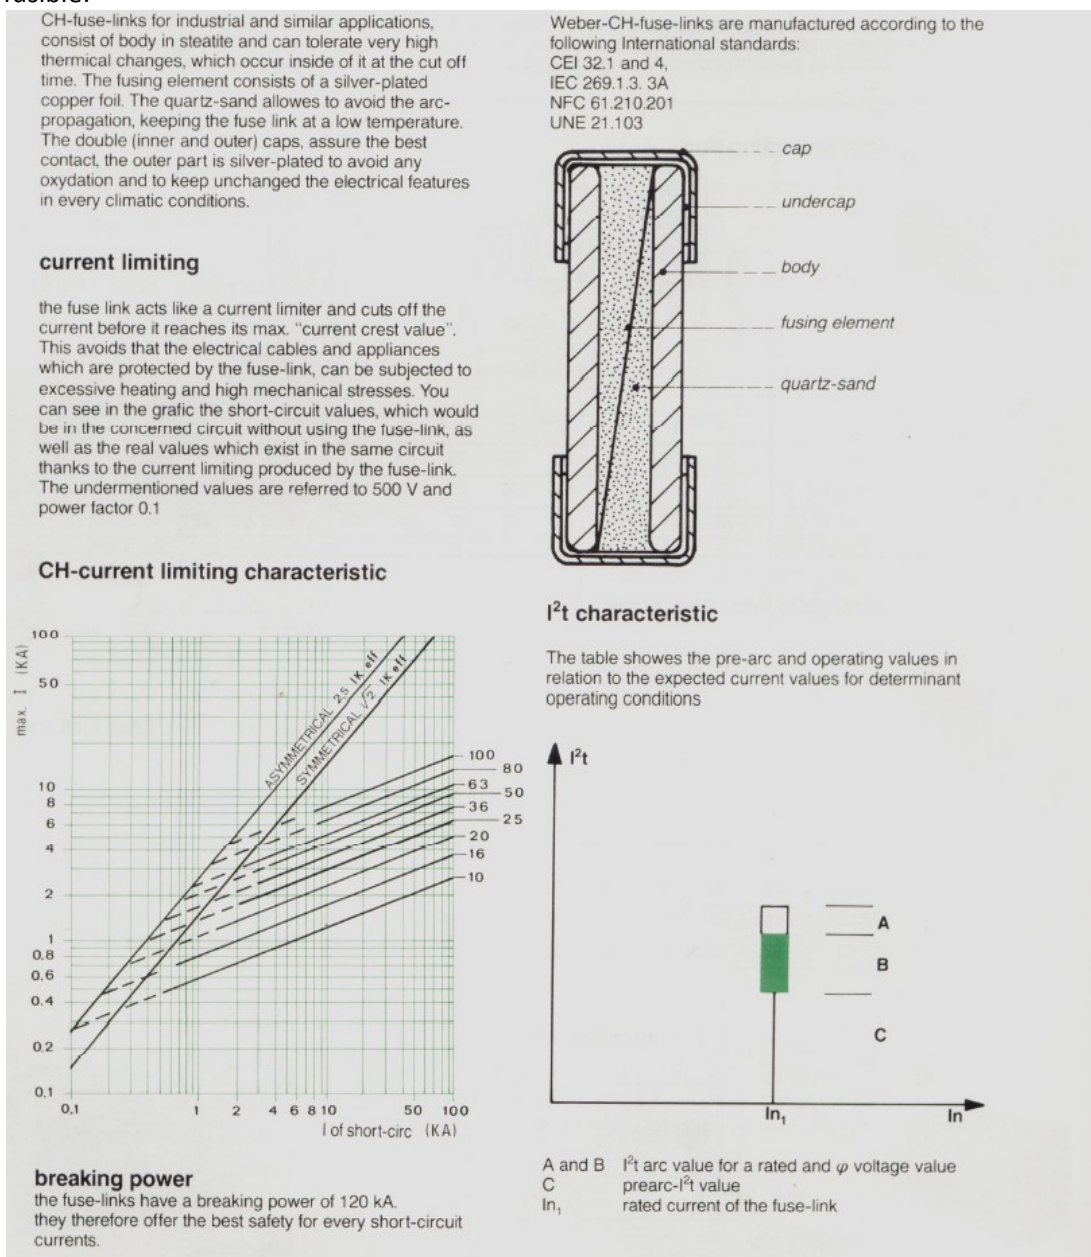 fusible.
CH-fuse-links for industrial and similar applications,
consist of body in steatite and can tolerate very high
thermical changes, which occur inside of it at the cut off
time. The fusing element consists of a silver-plated
copper foil. The quartz-sand allowes to avoid the arc-
propagation, keeping the fuse link at a low temperature.
The double (inner and outer) caps, assure the best
contact, the outer part is silver-plated to avoid any
oxydation and to keep unchanged the electrical features
in every climatic conditions.
current limiting
the fuse link acts like a current limiter and cuts off the
current before it reaches its max. "current crest value".
This avoids that the electrical cables and appliances
which are protected by the fuse-link, can be subjected to
excessive heating and high mechanical stresses. You
can see in the grafic the short-circuit values, which would
be in the concerned circuit without using the fuse-link, as
well as the real values which exist in the same circuit
thanks to the current limiting produced by the fuse-link.
The undermentioned values are referred to 500 V and
power factor 0.1
CH-current limiting characteristic
max. I (KA)
100
50
10
8
6
4
2
1
0.8
0.6
0.4
0.2
0.1
ASYMMETRICAL 2,5 IK eff
SYMMETRICAL √2 IK eff
100
80
63
50
36
25
20
16
10
0,1 1 2 4 6 8 10 50 100
I of short-circ (KA)
breaking power
the fuse-links have a breaking power of 120 kA.
they therefore offer the best safety for every short-circuit
currents.
Weber-CH-fuse-links are manufactured according to the
following International standards:
CEI 32.1 and 4,
IEC 269.1.3. 3A
NFC 61.210.201
UNE 21.103
cap
undercap
body
fusing element
quartz-sand
I²t characteristic
The table showes the pre-arc and operating values in
relation to the expected current values for determinant
operating conditions
I²t
A
B
C
In₁
In
A and B I²t arc value for a rated and φ voltage value
C prearc-I²t value
In₁ rated current of the fuse-link